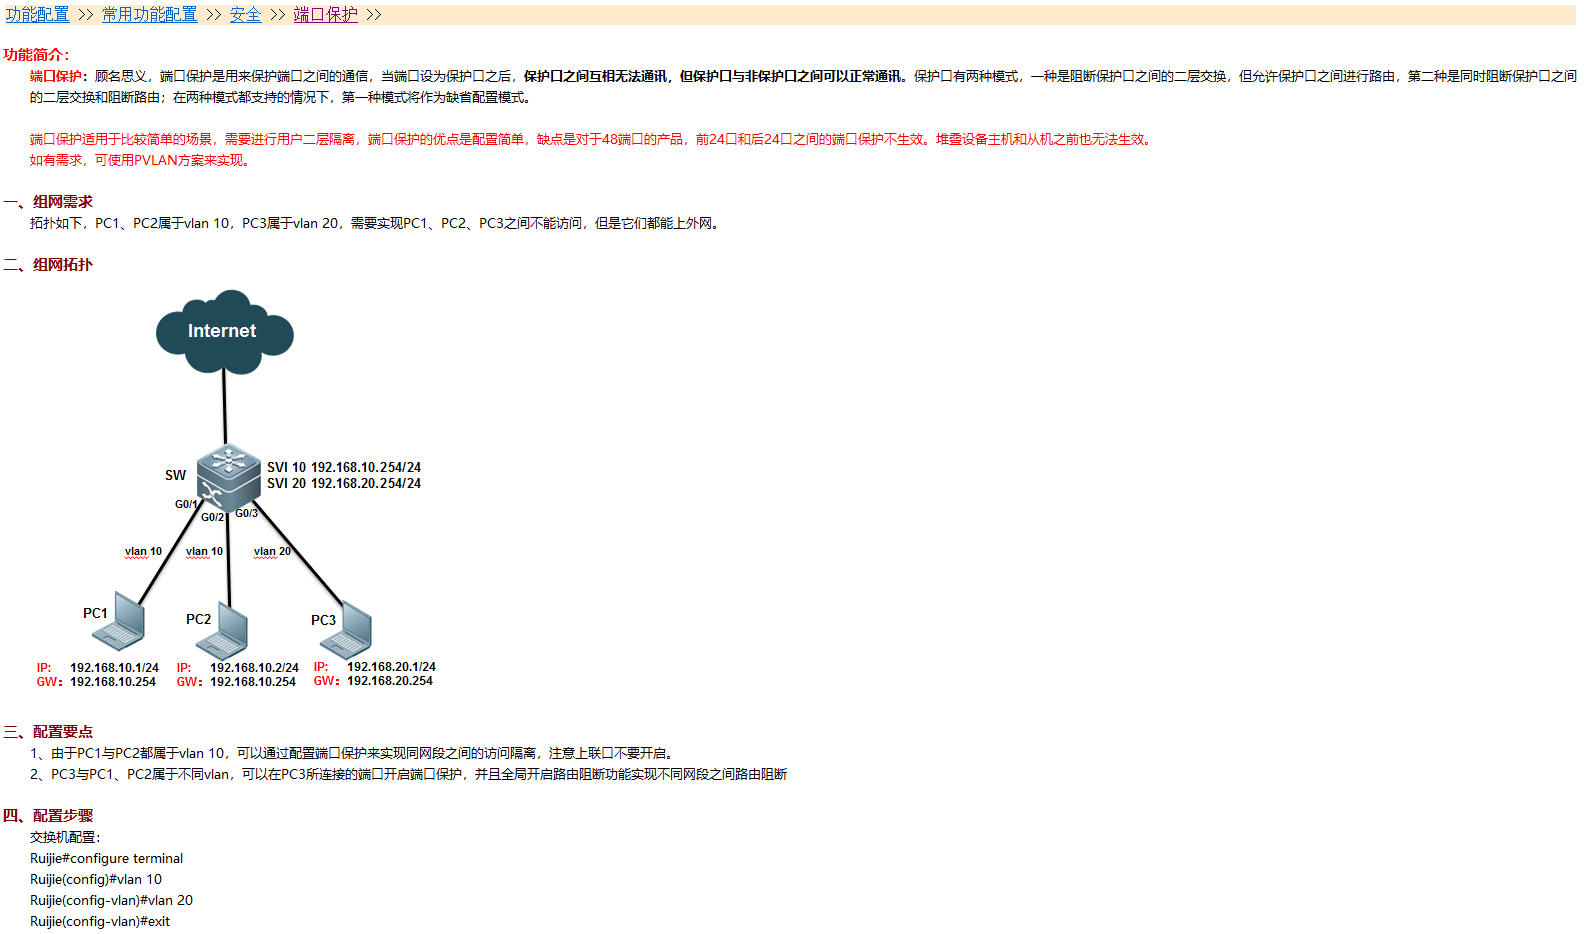 功能配置 >> 常用功能配置 >> 安全 >> 端口保护 >>
功能简介：
端口保护：顾名思义，端口保护是用来保护端口之间的通信，当端口设为保护口之后，保护口之间互相无法通讯，但保护口与非保护口之间可以正常通讯。保护口有两种模式，一种是阻断保护口之间的二层交换，但允许保护口之间进行路由，第二种是同时阻断保护口之间
的二层交换和阻断路由；在两种模式都支持的情况下，第一种模式将作为缺省配置模式。
端口保护适用于比较简单的场景，需要进行用户二层隔离，端口保护的优点是配置简单，缺点是对于48端口的产品，前24口和后24口之间的端口保护不生效。堆叠设备主机和从机之前也无法生效。
如有需求，可使用PVLAN方案来实现。
一、组网需求
拓扑如下，PC1、PC2属于vlan 10，PC3属于vlan 20，需要实现PC1、PC2、PC3之间不能访问，但是它们都能上外网。
二、组网拓扑
Internet
SW
SVI 10 192.168.10.254/24
SVI 20 192.168.20.254/24
G0/1
G0/2
G0/3
vlan 10
vlan 10
vlan 20
PC1
PC2
PC3
IP: 192.168.10.1/24
GW：192.168.10.254
IP: 192.168.10.2/24
GW：192.168.10.254
IP: 192.168.20.1/24
GW：192.168.20.254
三、配置要点
1、由于PC1与PC2都属于vlan 10，可以通过配置端口保护来实现同网段之间的访问隔离，注意上联口不要开启。
2、PC3与PC1、PC2属于不同vlan，可以在PC3所连接的端口开启端口保护，并且全局开启路由阻断功能实现不同网段之间路由阻断
四、配置步骤
交换机配置：
Ruijie#configure terminal
Ruijie(config)#vlan 10
Ruijie(config-vlan)#vlan 20
Ruijie(config-vlan)#exit